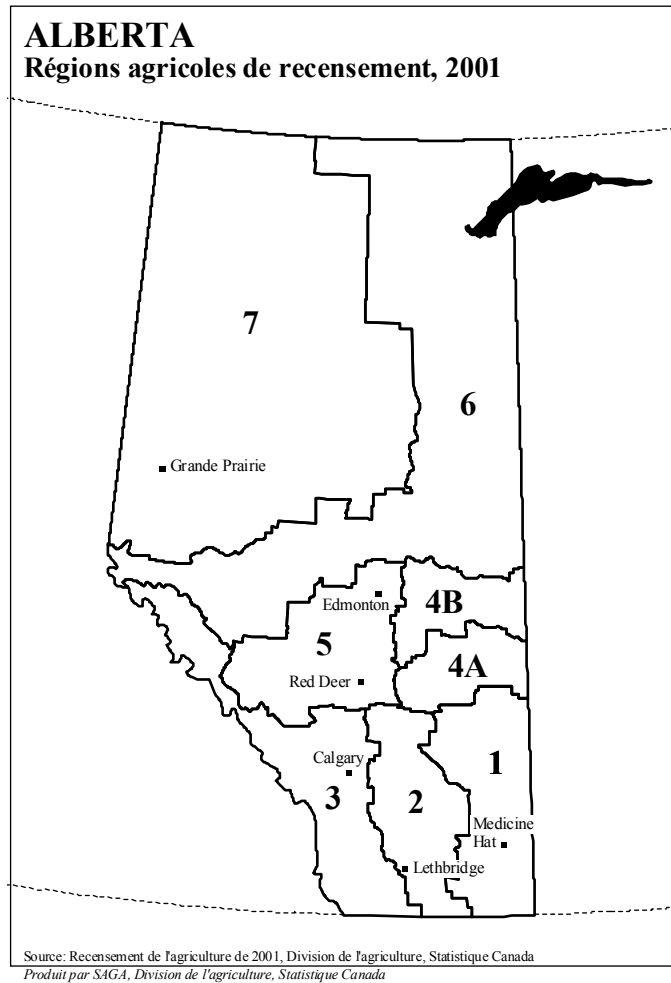 ALBERTA
Régions agricoles de recensement, 2001
7
6
Grande Prairie
Edmonton
4B
5
4A
Red Deer
1
Calgary
3
2
Medicine
Hat
Lethbridge
Source: Recensement de l'agriculture de 2001, Division de l'agriculture, Statistique Canada
Produit par SAGA, Division de l'agriculture, Statistique Canada